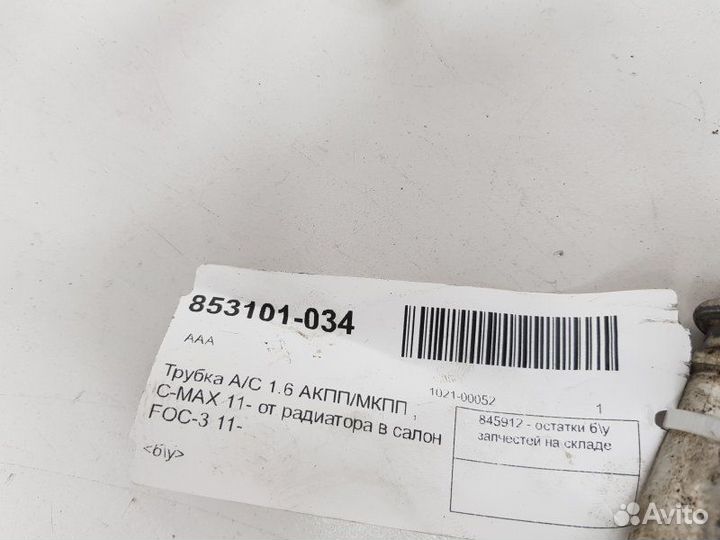 853101-034
AAA
Трубка A/C 1.6 АКПП/МКПП ,
C-MAX 11- от радиатора в салон
FOC-3 11-
<б\у>
1021-00052
1
845912 - остатки б\у
запчестей на складе
Avito